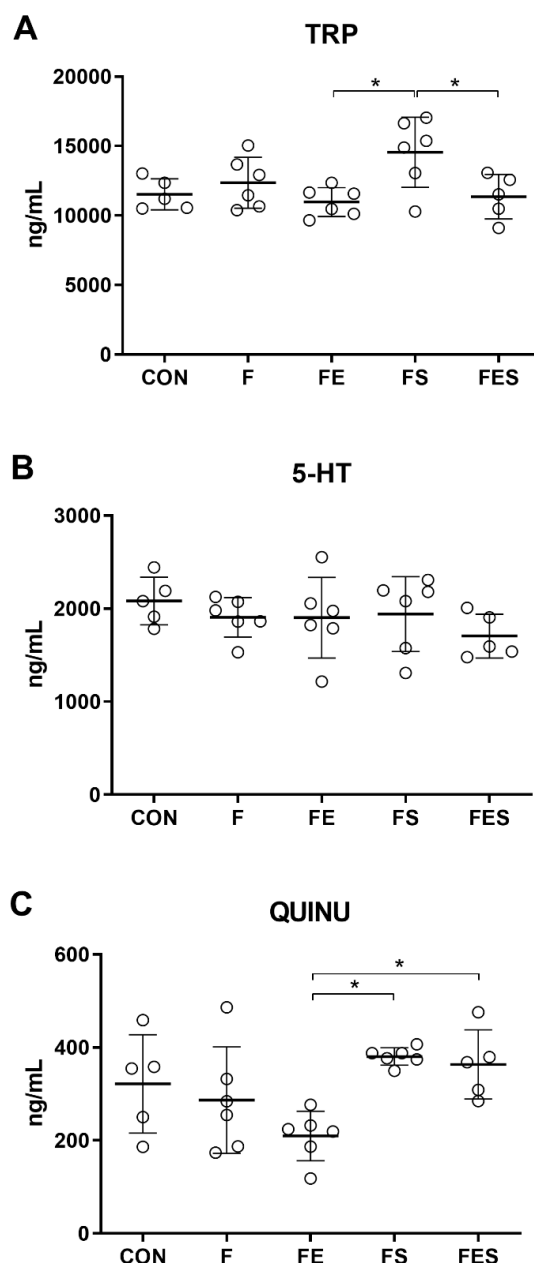 A
TRP
20000
15000
10000
5000
0
ng/mL
* *
CON F FE FS FES
B
5-HT
3000
2000
1000
0
ng/mL
CON F FE FS FES
C
QUINU
600
400
200
0
ng/mL
*
*
CON F FE FS FES